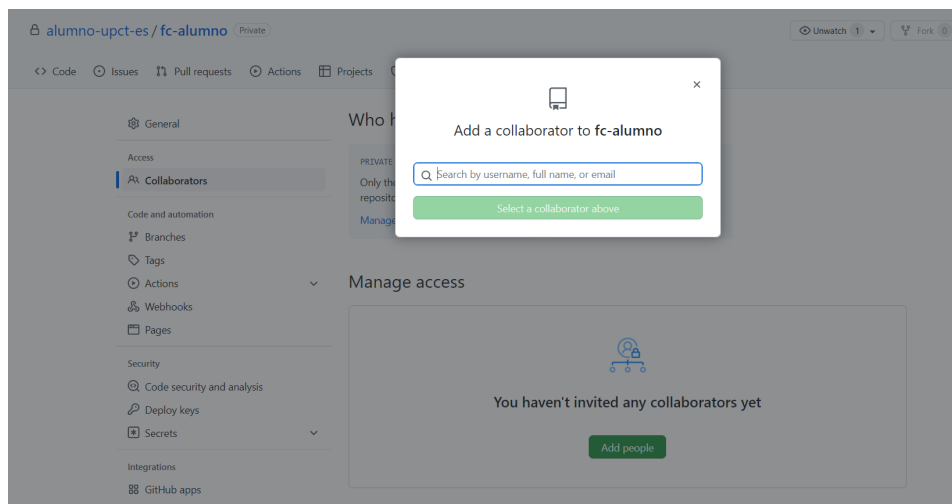 alumno-upct-es / fc-alumno Private
Unwatch 1
Fork 0
Code Issues Pull requests Actions Projects
Add a collaborator to fc-alumno
Search by username, full name, or email
Select a collaborator above
General
Access
Collaborators
Code and automation
Branches
Tags
Actions
Webhooks
Pages
Security
Code security and analysis
Deploy keys
Secrets
Integrations
GitHub apps
Who
PRIVATE
Only
Manage
Manage access
You haven't invited any collaborators yet
Add people